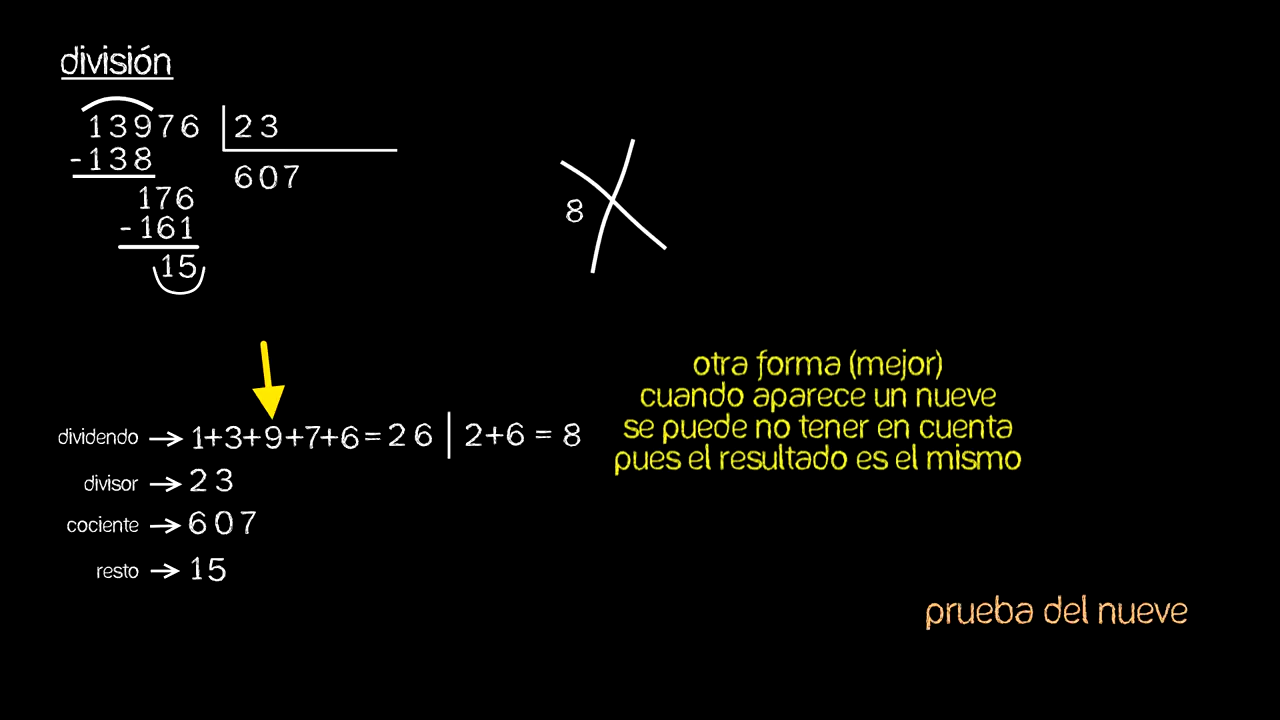 división
13976 23
-138 607
176
-161
15
8
otra forma (mejor)
cuando aparece un nueve
se puede no tener en cuenta
pues el resultado es el mismo
dividendo → 1+3+9+7+6=26 | 2+6 = 8
divisor → 23
cociente → 607
resto → 15
prueba del nueve